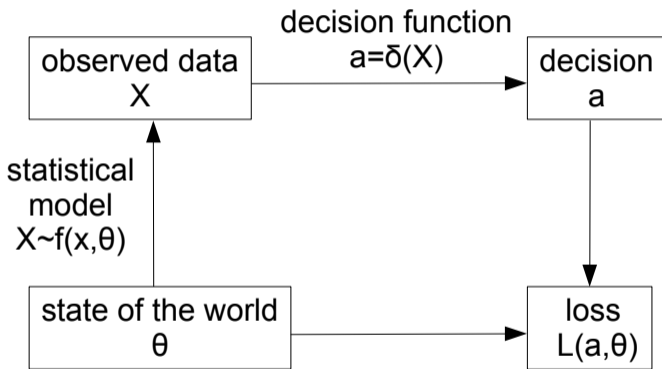 decision function
a=δ(X)
observed data
X
decision
a
statistical
model
X~f(x,θ)
state of the world
θ
loss
L(a,θ)